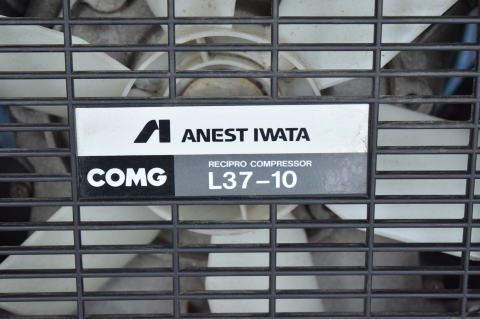 ANEST IWATA
COMG
RECIPRO COMPRESSOR
L37-10